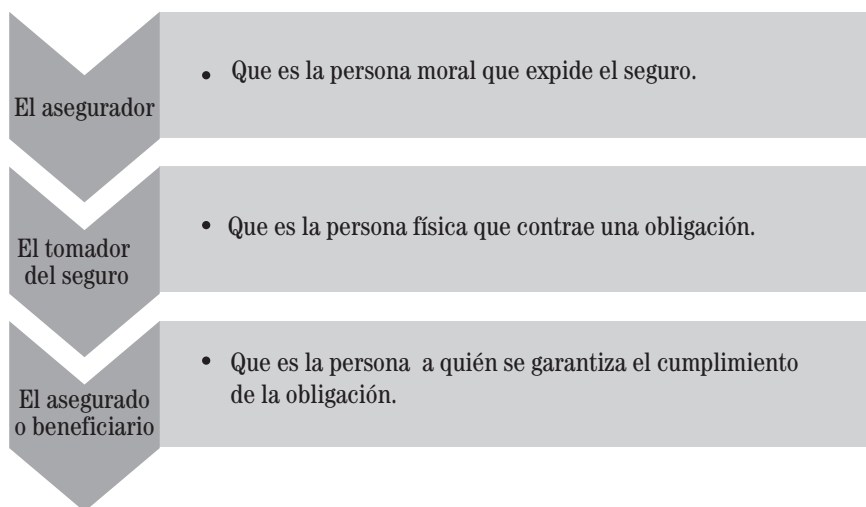 El asegurador
• Que es la persona moral que expide el seguro.
El tomador
del seguro
• Que es la persona física que contrae una obligación.
El asegurado
o beneficiario
• Que es la persona a quién se garantiza el cumplimiento
de la obligación.